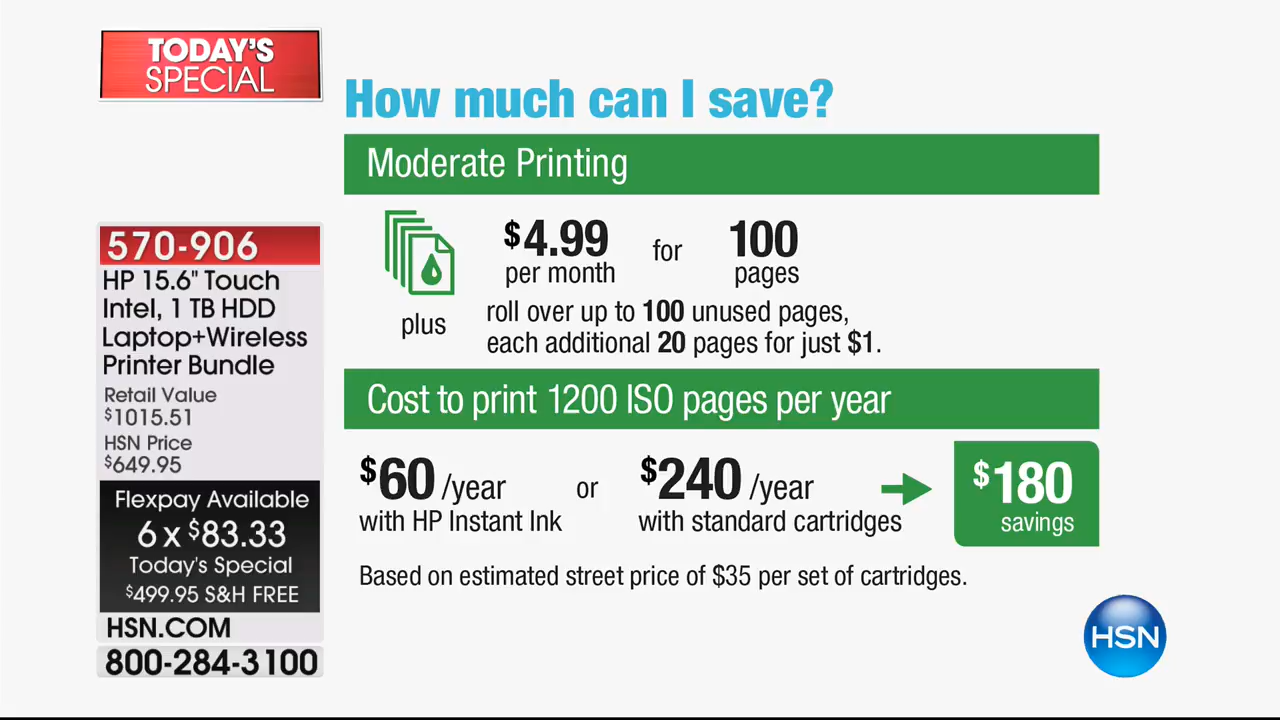 TODAY'S
SPECIAL
How much can I save?
Moderate Printing
$4.99 for 100
per month pages
plus
roll over up to 100 unused pages,
each additional 20 pages for just $1.
Cost to print 1200 ISO pages per year
$60 /year or $240 /year $180
with HP Instant Ink with standard cartridges savings
Based on estimated street price of $35 per set of cartridges.
570-906
HP 15.6" Touch
Intel, 1 TB HDD
Laptop+Wireless
Printer Bundle
Retail Value
$1015.51
HSN Price
$649.95
Flexpay Available
6 x $83.33
Today's Special
$499.95 S&H FREE
HSN.COM
800-284-3100
HSN